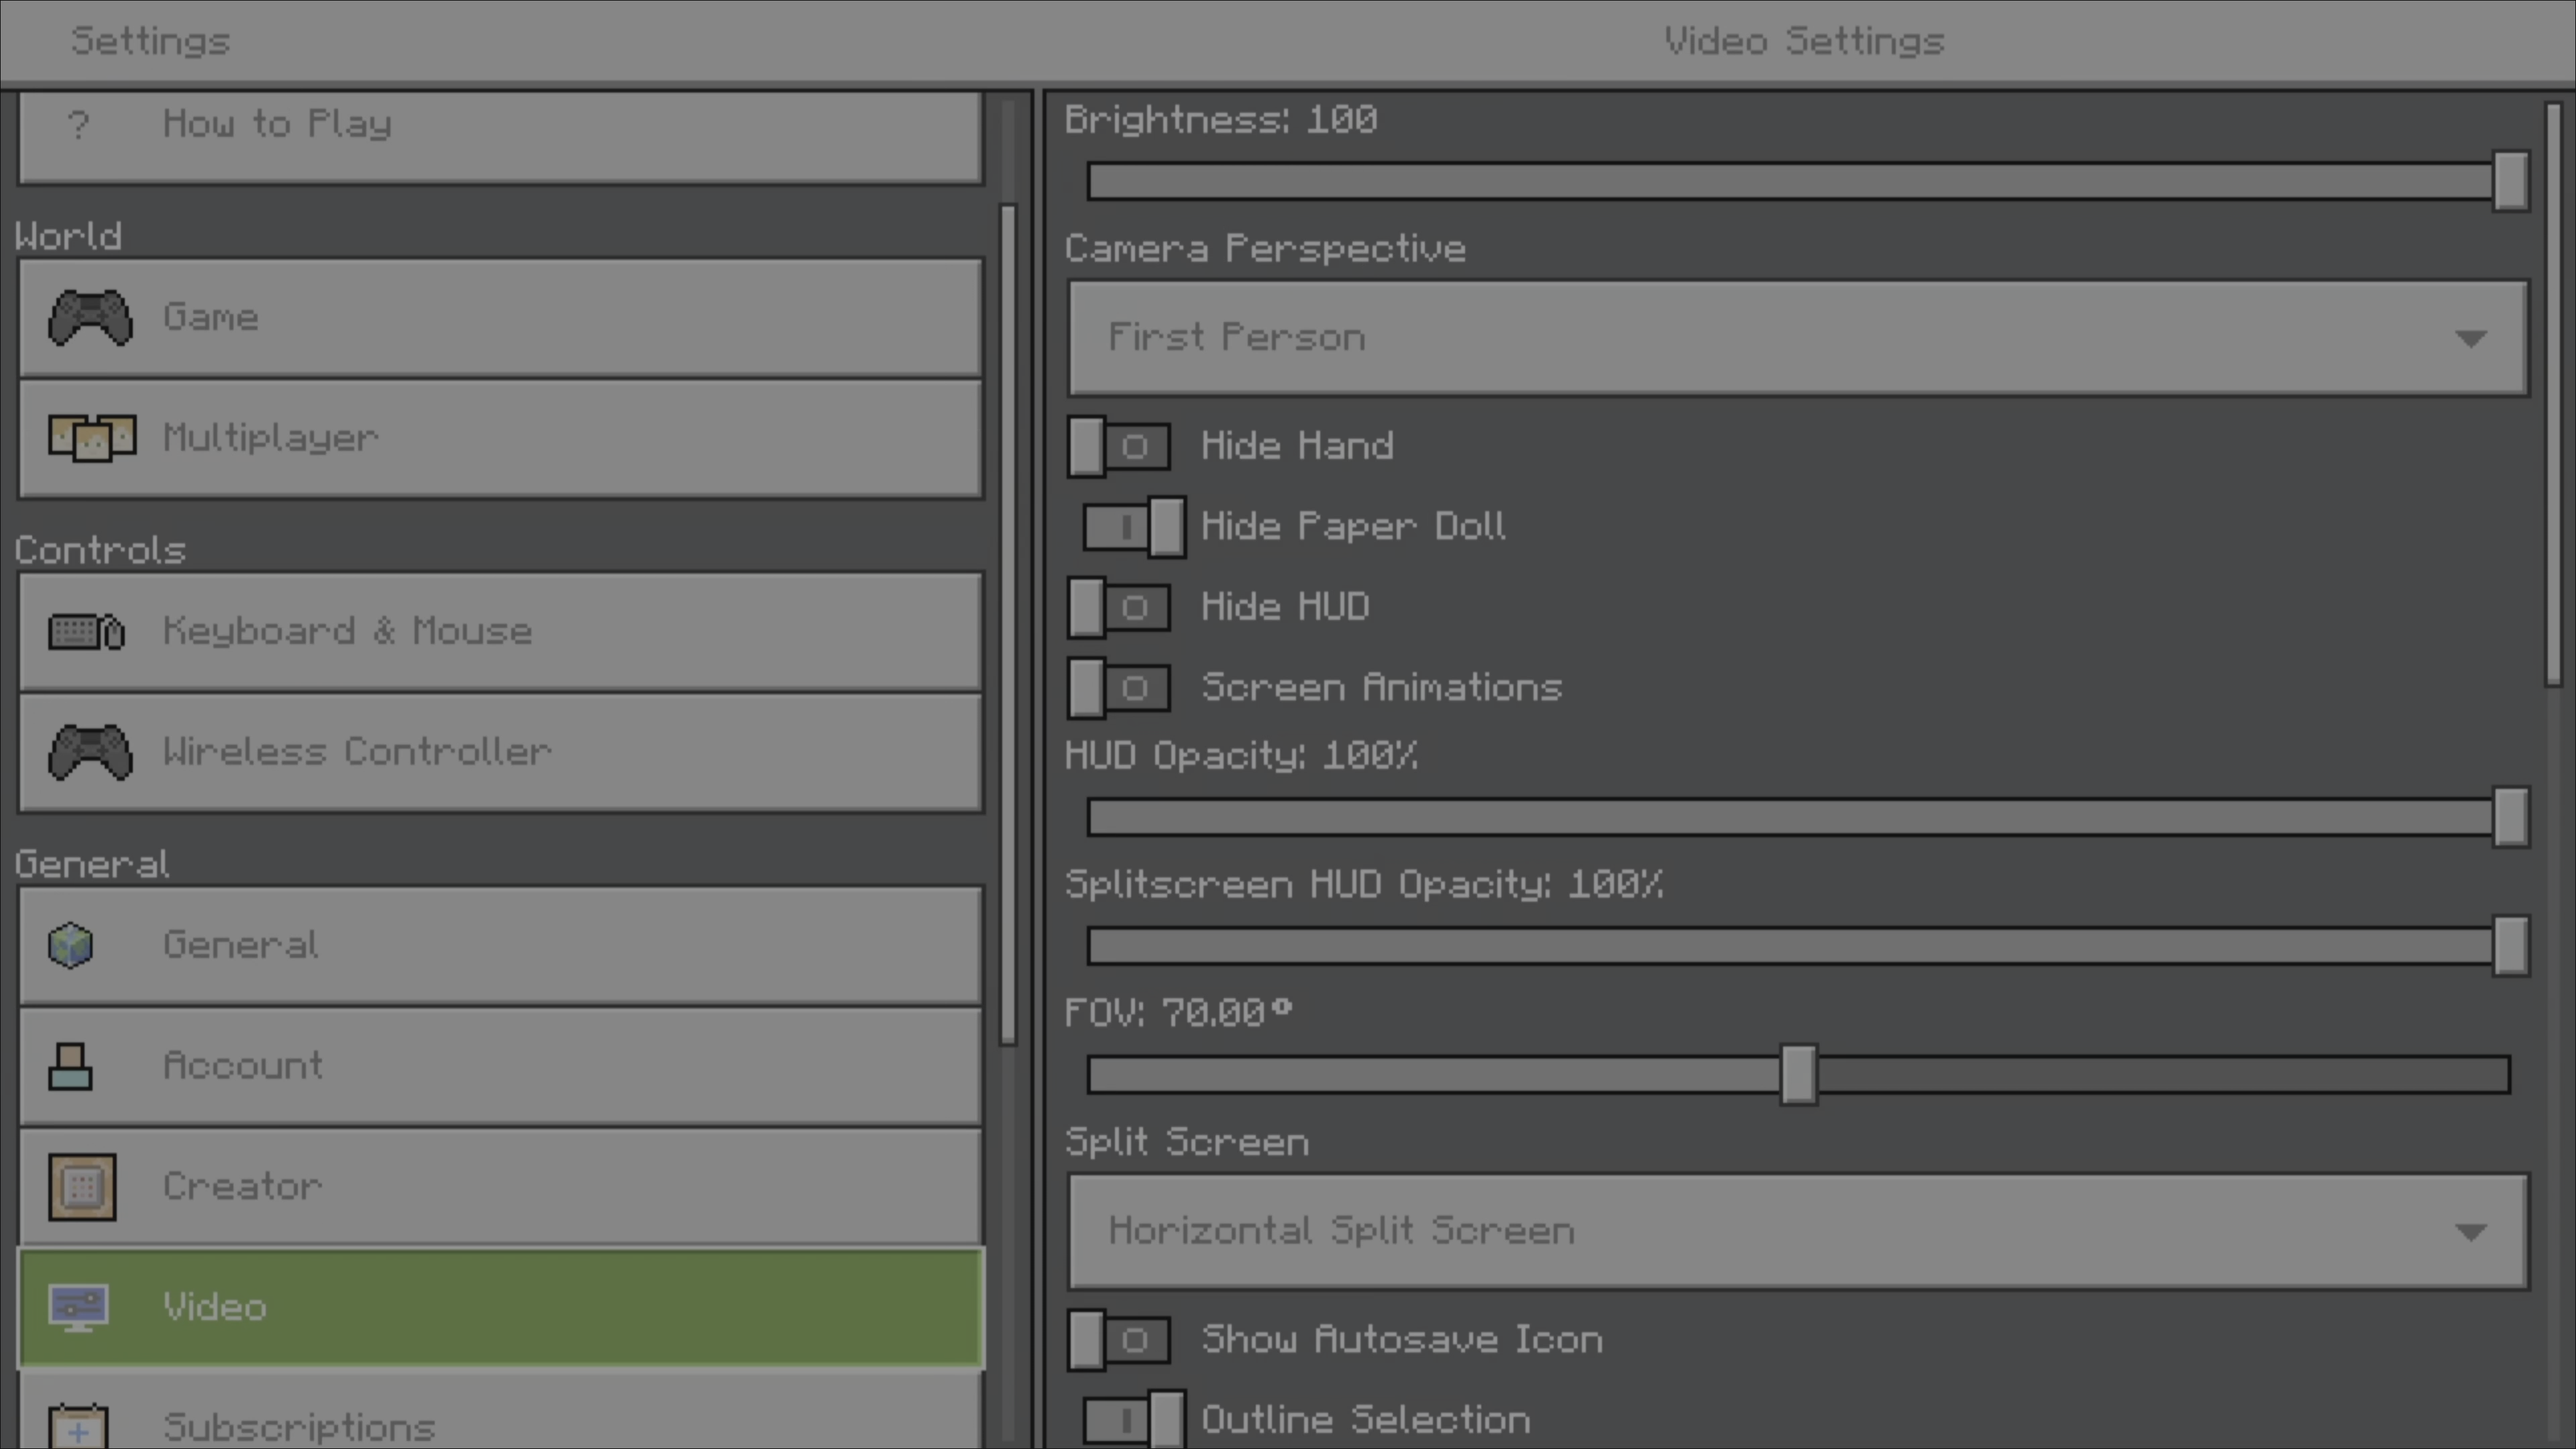 Settings
Video Settings
? How to Play
World
Game
Multiplayer
Controls
Keyboard & Mouse
Wireless Controller
General
General
Account
Creator
Video
Subscriptions
Brightness: 100
Camera Perspective
First Person
Hide Hand
Hide Paper Doll
Hide HUD
Screen Animations
HUD Opacity: 100%
Splitscreen HUD Opacity: 100%
FOV: 70.00°
Split Screen
Horizontal Split Screen
Show Autosave Icon
Outline Selection